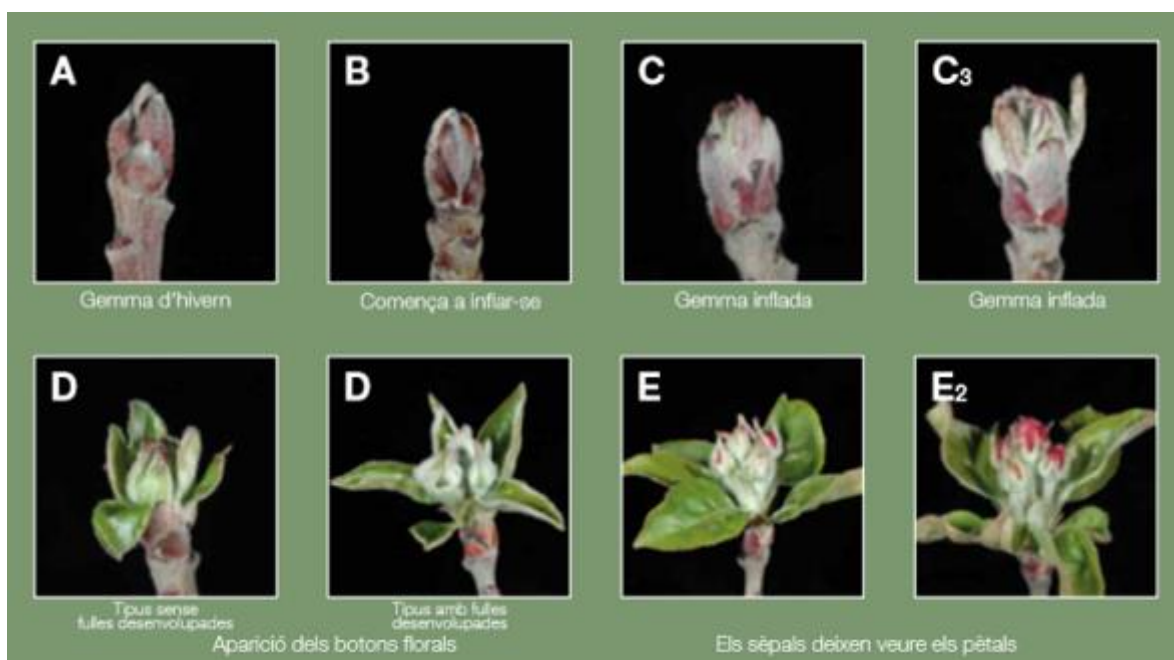 A
B
C
C₃
Gemma d'hivern
Comença a inflar-se
Gemma inflada
Gemma inflada
D
D
E
E₂
Tipus sense
fulles desenvolupades
Tipus amb fulles
desenvolupades
Aparició dels botons florals
Els sèpals deixen veure els pètals